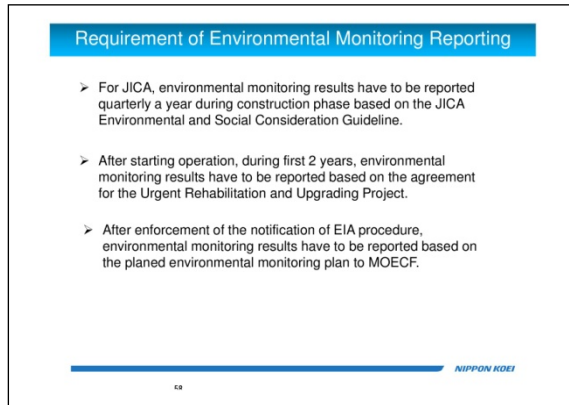 Requirement of Environmental Monitoring Reporting
➢ For JICA, environmental monitoring results have to be reported
quarterly a year during construction phase based on the JICA
Environmental and Social Consideration Guideline.
➢ After starting operation, during first 2 years, environmental
monitoring results have to be reported based on the agreement
for the Urgent Rehabilitation and Upgrading Project.
➢ After enforcement of the notification of EIA procedure,
environmental monitoring results have to be reported based on
the planed environmental monitoring plan to MOECF.
NIPPON KOEI